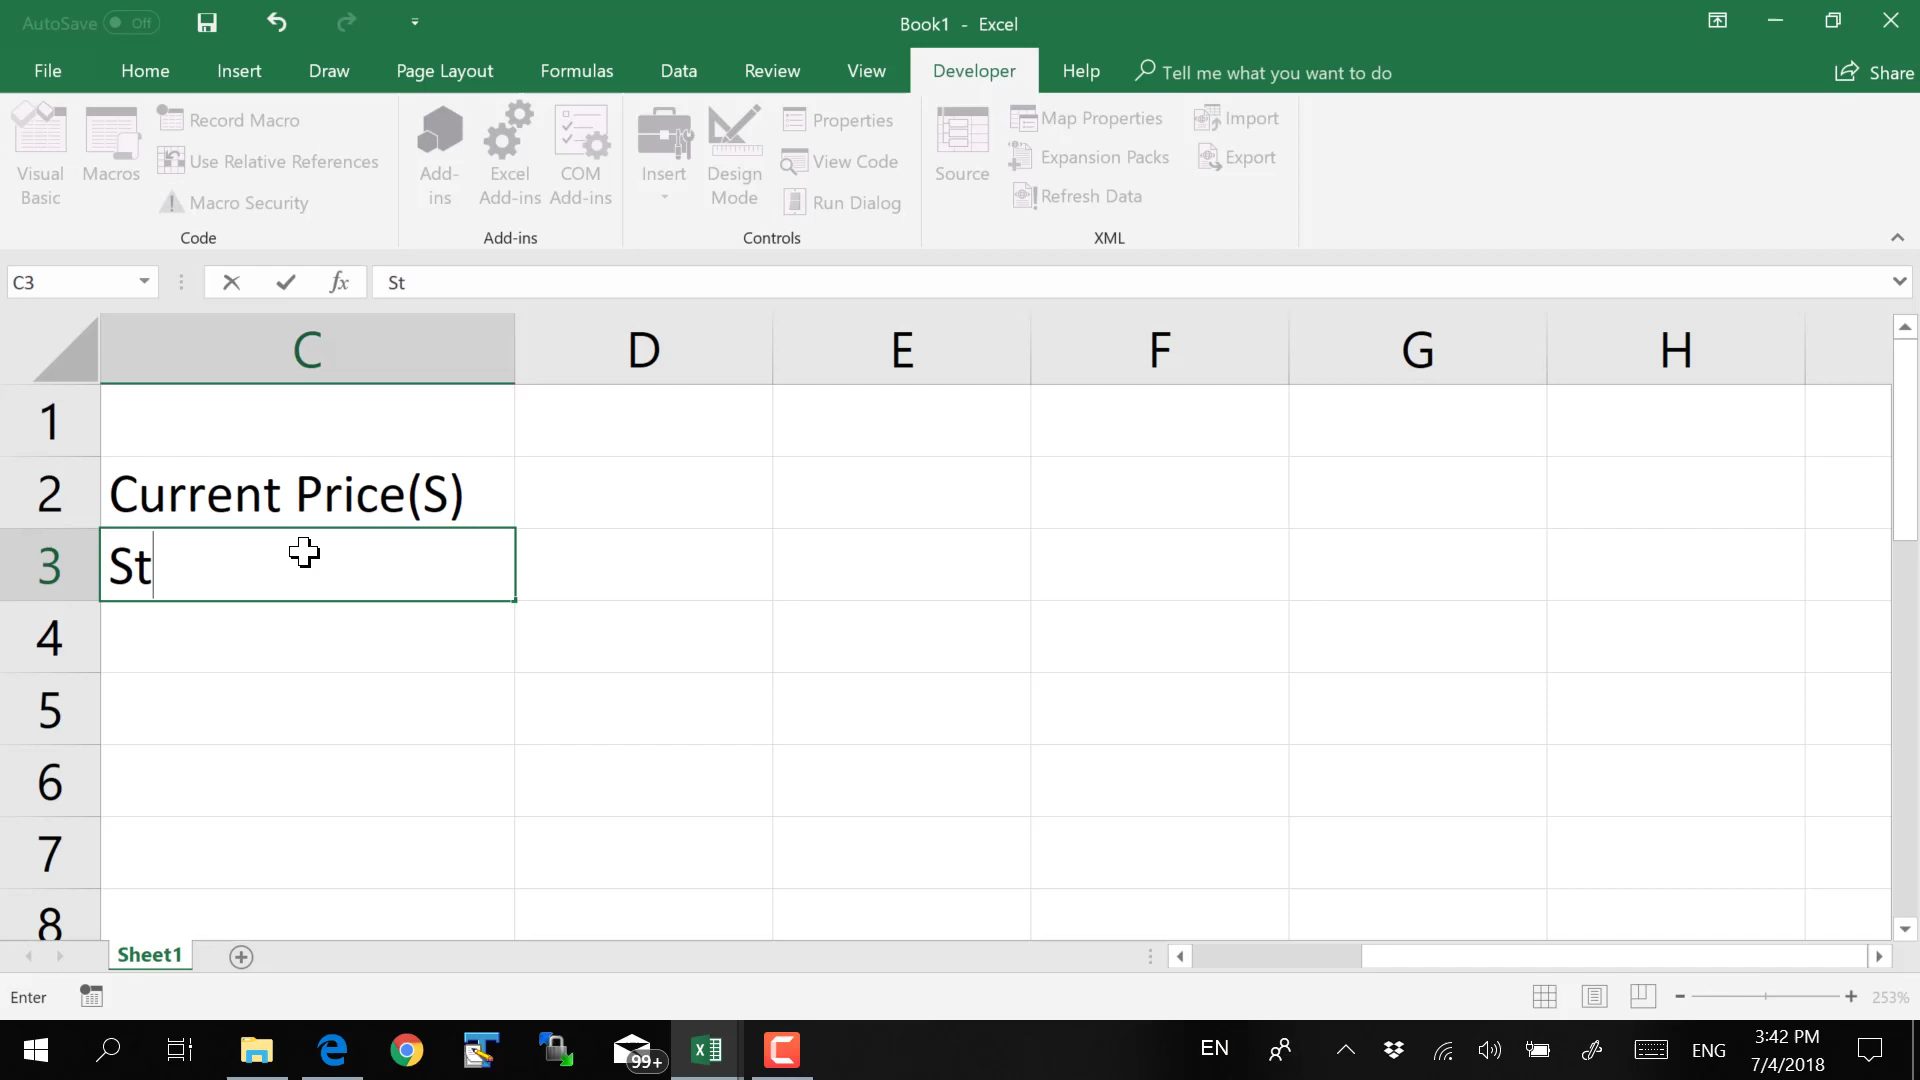 AutoSave Off
Book1 - Excel
File Home Insert Draw Page Layout Formulas Data Review View Developer Help Tell me what you want to do Share
Visual Basic
Macros
Record Macro
Use Relative References
Macro Security
Code
Add-ins
Excel Add-ins
COM Add-ins
Add-ins
Insert
Design Mode
Properties
View Code
Run Dialog
Controls
Source
Map Properties
Expansion Packs
Refresh Data
Import
Export
XML
C3 fx St
C D E F G H
1
2 Current Price(S)
3 St
4
5
6
7
8
Sheet1
Enter 253%
99+ EN ENG 3:42 PM
7/4/2018